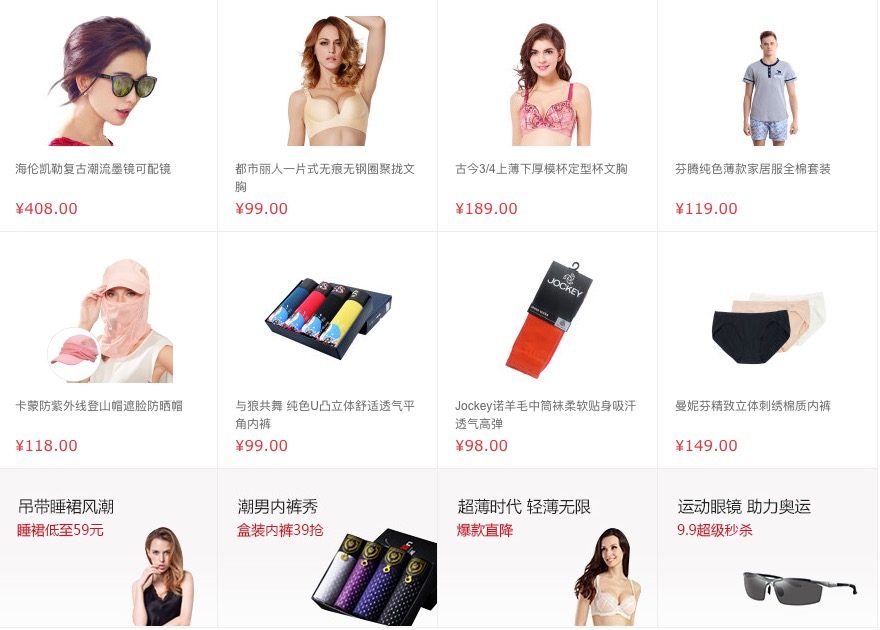 海伦凯勒复古潮流墨镜可配镜
¥408.00
都市丽人一片式无痕无钢圈聚拢文
胸
¥99.00
古今3/4上薄下厚模杯定型杯文胸
¥189.00
芬腾纯色薄款家居服全棉套装
¥119.00
卡蒙防紫外线登山帽遮脸防晒帽
¥118.00
与狼共舞 纯色U凸立体舒适透气平
角内裤
¥99.00
JOCKEY
Jockey诺羊毛中筒袜柔软贴身吸汗
透气高弹
¥98.00
曼妮芬精致立体刺绣棉质内裤
¥149.00
吊带睡裙风潮
睡裙低至59元
潮男内裤秀
盒装内裤39抢
超薄时代 轻薄无限
爆款直降
运动眼镜 助力奥运
9.9超级秒杀